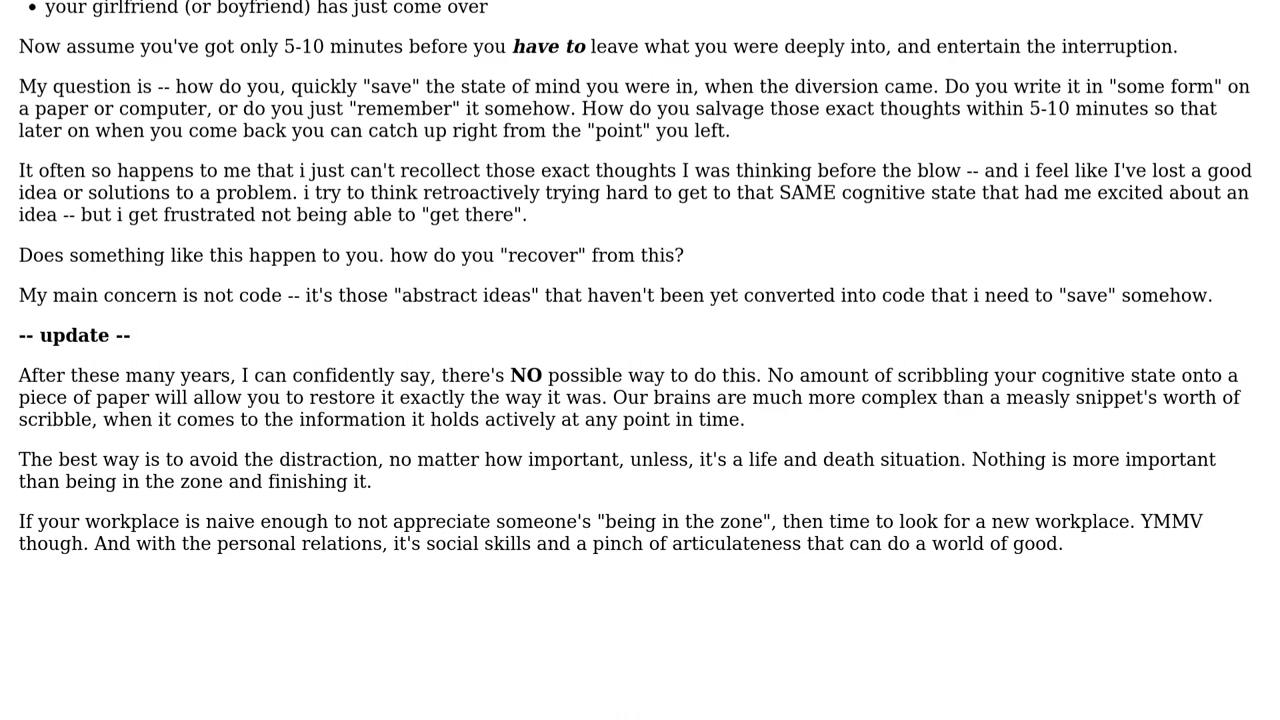 • your girlfriend (or boyfriend) has just come over
Now assume you've got only 5-10 minutes before you have to leave what you were deeply into, and entertain the interruption.
My question is -- how do you, quickly "save" the state of mind you were in, when the diversion came. Do you write it in "some form" on
a paper or computer, or do you just "remember" it somehow. How do you salvage those exact thoughts within 5-10 minutes so that
later on when you come back you can catch up right from the "point" you left.
It often so happens to me that i just can't recollect those exact thoughts I was thinking before the blow -- and i feel like I've lost a good
idea or solutions to a problem. i try to think retroactively trying hard to get to that SAME cognitive state that had me excited about an
idea -- but i get frustrated not being able to "get there".
Does something like this happen to you. how do you "recover" from this?
My main concern is not code -- it's those "abstract ideas" that haven't been yet converted into code that i need to "save" somehow.
-- update --
After these many years, I can confidently say, there's NO possible way to do this. No amount of scribbling your cognitive state onto a
piece of paper will allow you to restore it exactly the way it was. Our brains are much more complex than a measly snippet's worth of
scribble, when it comes to the information it holds actively at any point in time.
The best way is to avoid the distraction, no matter how important, unless, it's a life and death situation. Nothing is more important
than being in the zone and finishing it.
If your workplace is naive enough to not appreciate someone's "being in the zone", then time to look for a new workplace. YMMV
though. And with the personal relations, it's social skills and a pinch of articulateness that can do a world of good.